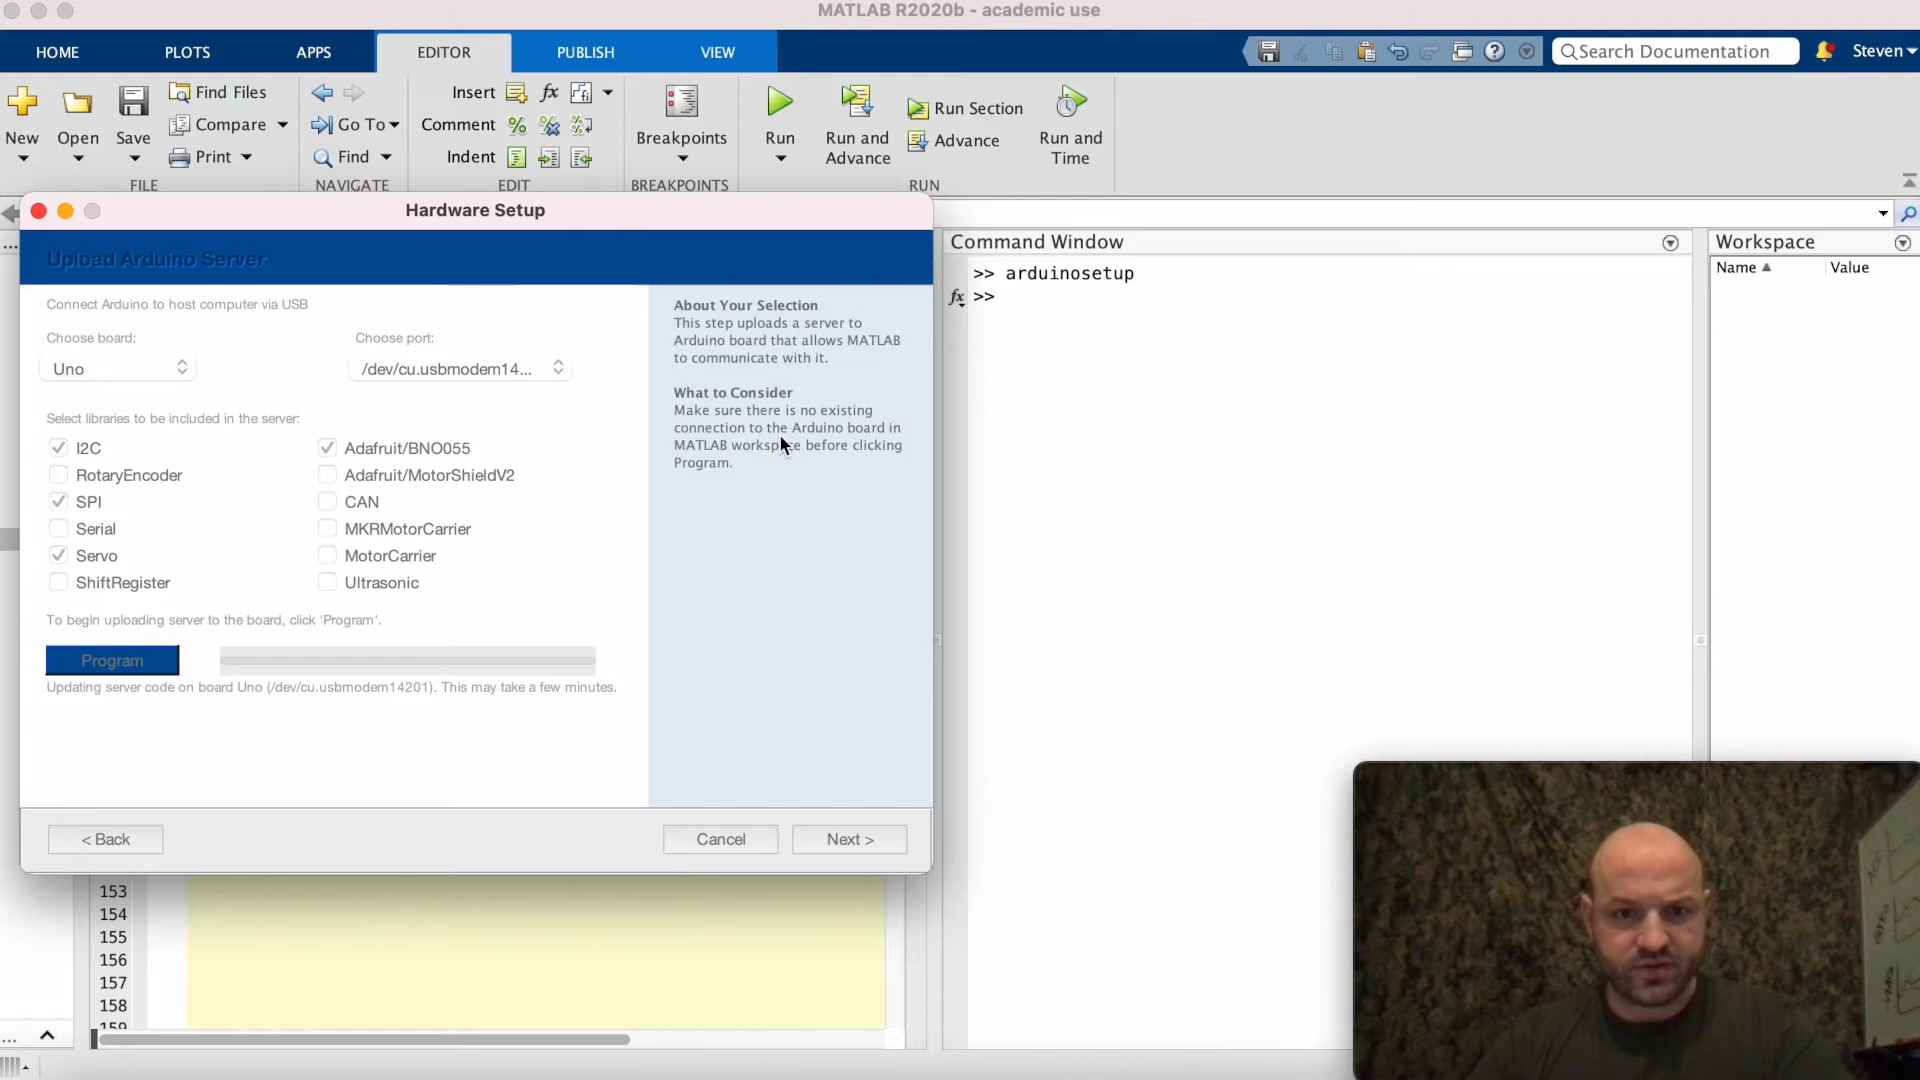 MATLAB R2020b - academic use
HOME
PLOTS
APPS
EDITOR
PUBLISH
VIEW
Search Documentation
Steven
New
Open
Save
Find Files
Compare
Print
FILE
Go To
Find
NAVIGATE
Insert
fx
Comment
Indent
EDIT
Breakpoints
BREAKPOINTS
Run
Run and
Advance
Run Section
Advance
Run and
Time
RUN
Hardware Setup
Upload Arduino Server
Connect Arduino to host computer via USB
Choose board:
Choose port:
Uno
/dev/cu.usbmodem14...
Select libraries to be included in the server:
I2C
RotaryEncoder
SPI
Serial
Servo
ShiftRegister
Adafruit/BNO055
Adafruit/MotorShieldV2
CAN
MKRMotorCarrier
MotorCarrier
Ultrasonic
To begin uploading server to the board, click 'Program'.
Program
Updating server code on board Uno (/dev/cu.usbmodem14201). This may take a few minutes.
About Your Selection
This step uploads a server to
Arduino board that allows MATLAB
to communicate with it.
What to Consider
Make sure there is no existing
connection to the Arduino board in
MATLAB workspace before clicking
Program.
< Back
Cancel
Next >
Command Window
>> arduinosetup
fx >>
Workspace
Name
Value
153
154
155
156
157
158
159